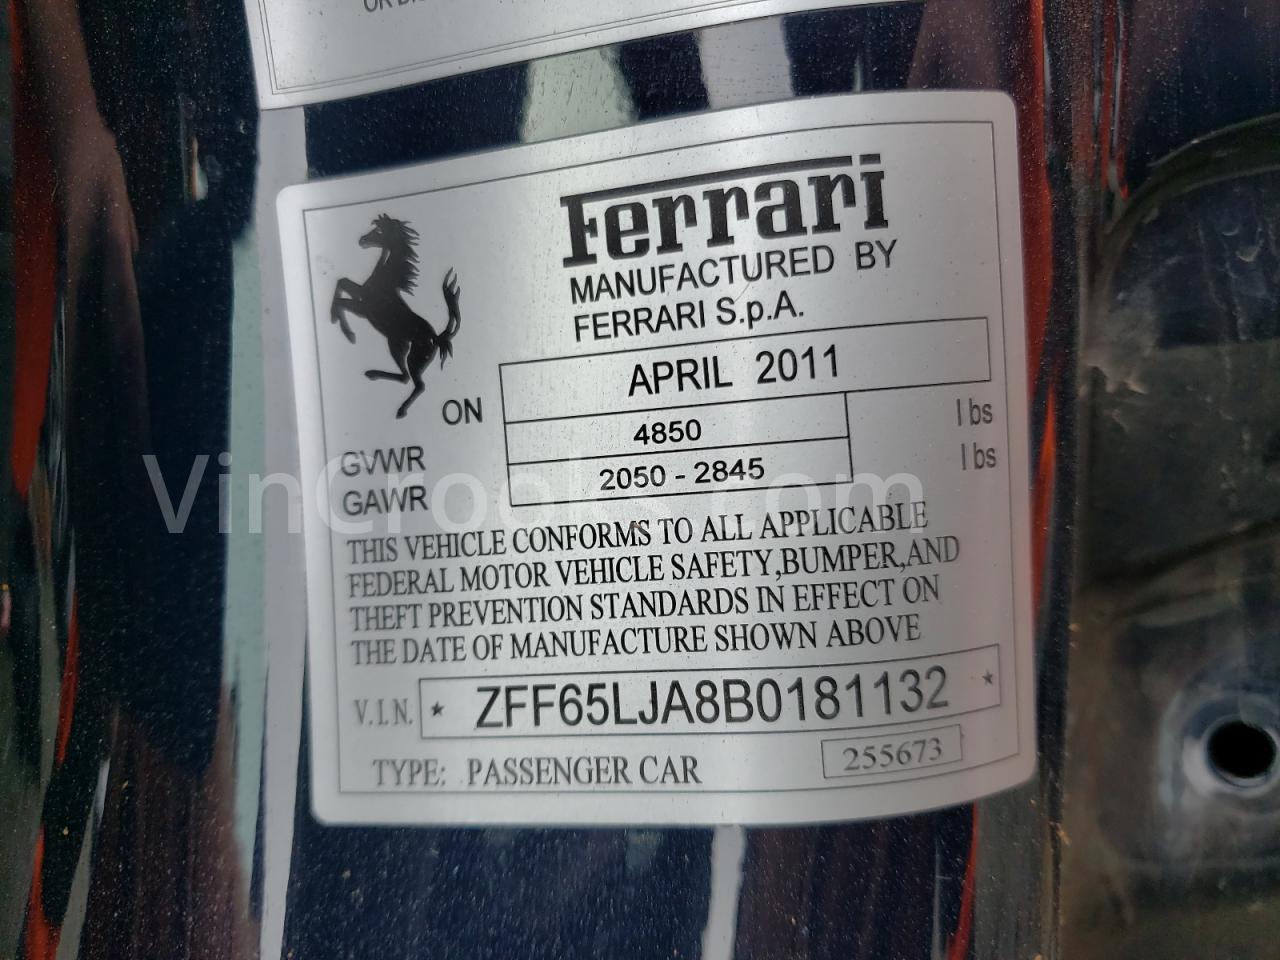 Ferrari
MANUFACTURED BY
FERRARI S.p.A.
ON APRIL 2011
GVWR 4850 lbs
GAWR 2050 - 2845 lbs
VinCrooks.com
THIS VEHICLE CONFORMS TO ALL APPLICABLE
FEDERAL MOTOR VEHICLE SAFETY,BUMPER,AND
THEFT PREVENTION STANDARDS IN EFFECT ON
THE DATE OF MANUFACTURE SHOWN ABOVE
V.I.N. * ZFF65LJA8B0181132 *
TYPE: PASSENGER CAR 255673